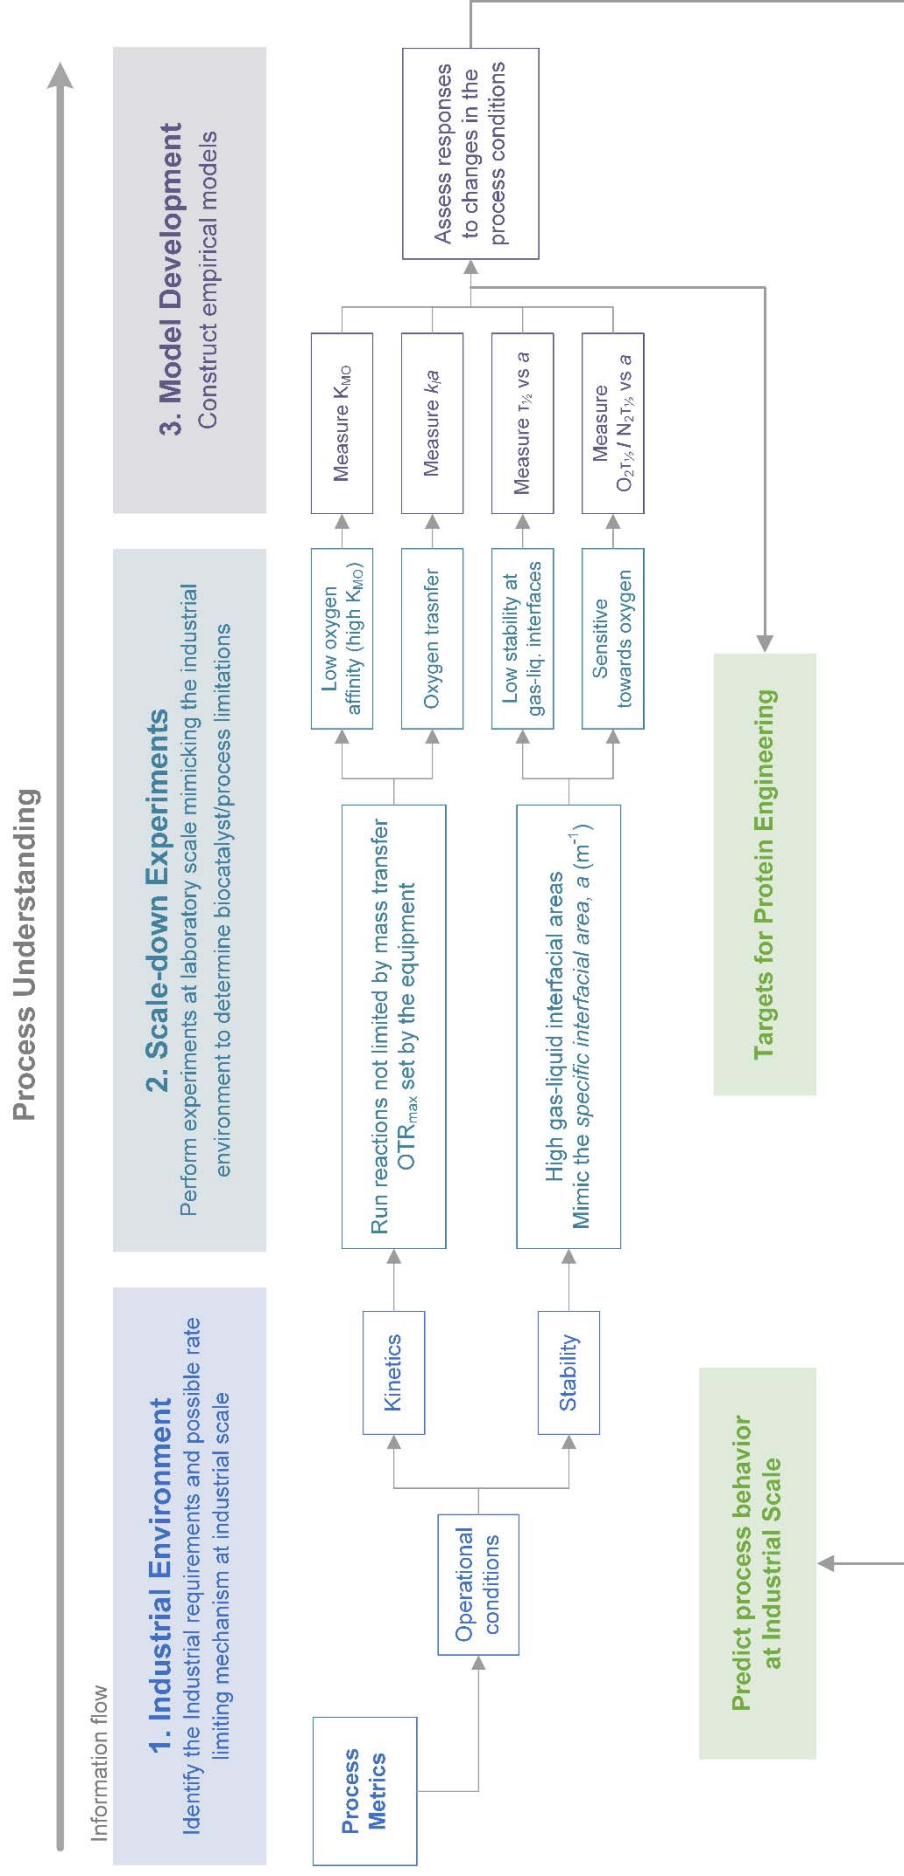 Process Understanding
Information flow
1. Industrial Environment
Identify the Industrial requirements and possible rate
limiting mechanism at industrial scale
2. Scale-down Experiments
Perform experiments at laboratory scale mimicking the industrial
environment to determine biocatalyst/process limitations
3. Model Development
Construct empirical models
Process
Metrics
Operational
conditions
Kinetics
Stability
Run reactions not limited by mass transfer
OTRmax set by the equipment
High gas-liquid interfacial areas
Mimic the specific interfacial area, a (m⁻¹)
Low oxygen
affinity (high KMO)
Oxygen trasnfer
Low stability at
gas-liq. interfaces
Sensitive
towards oxygen
Measure KMO
Measure kₗa
Measure τ½ vs a
Measure
O₂τ½ / N₂τ½ vs a
Assess responses
to changes in the
process conditions
Predict process behavior
at Industrial Scale
Targets for Protein Engineering